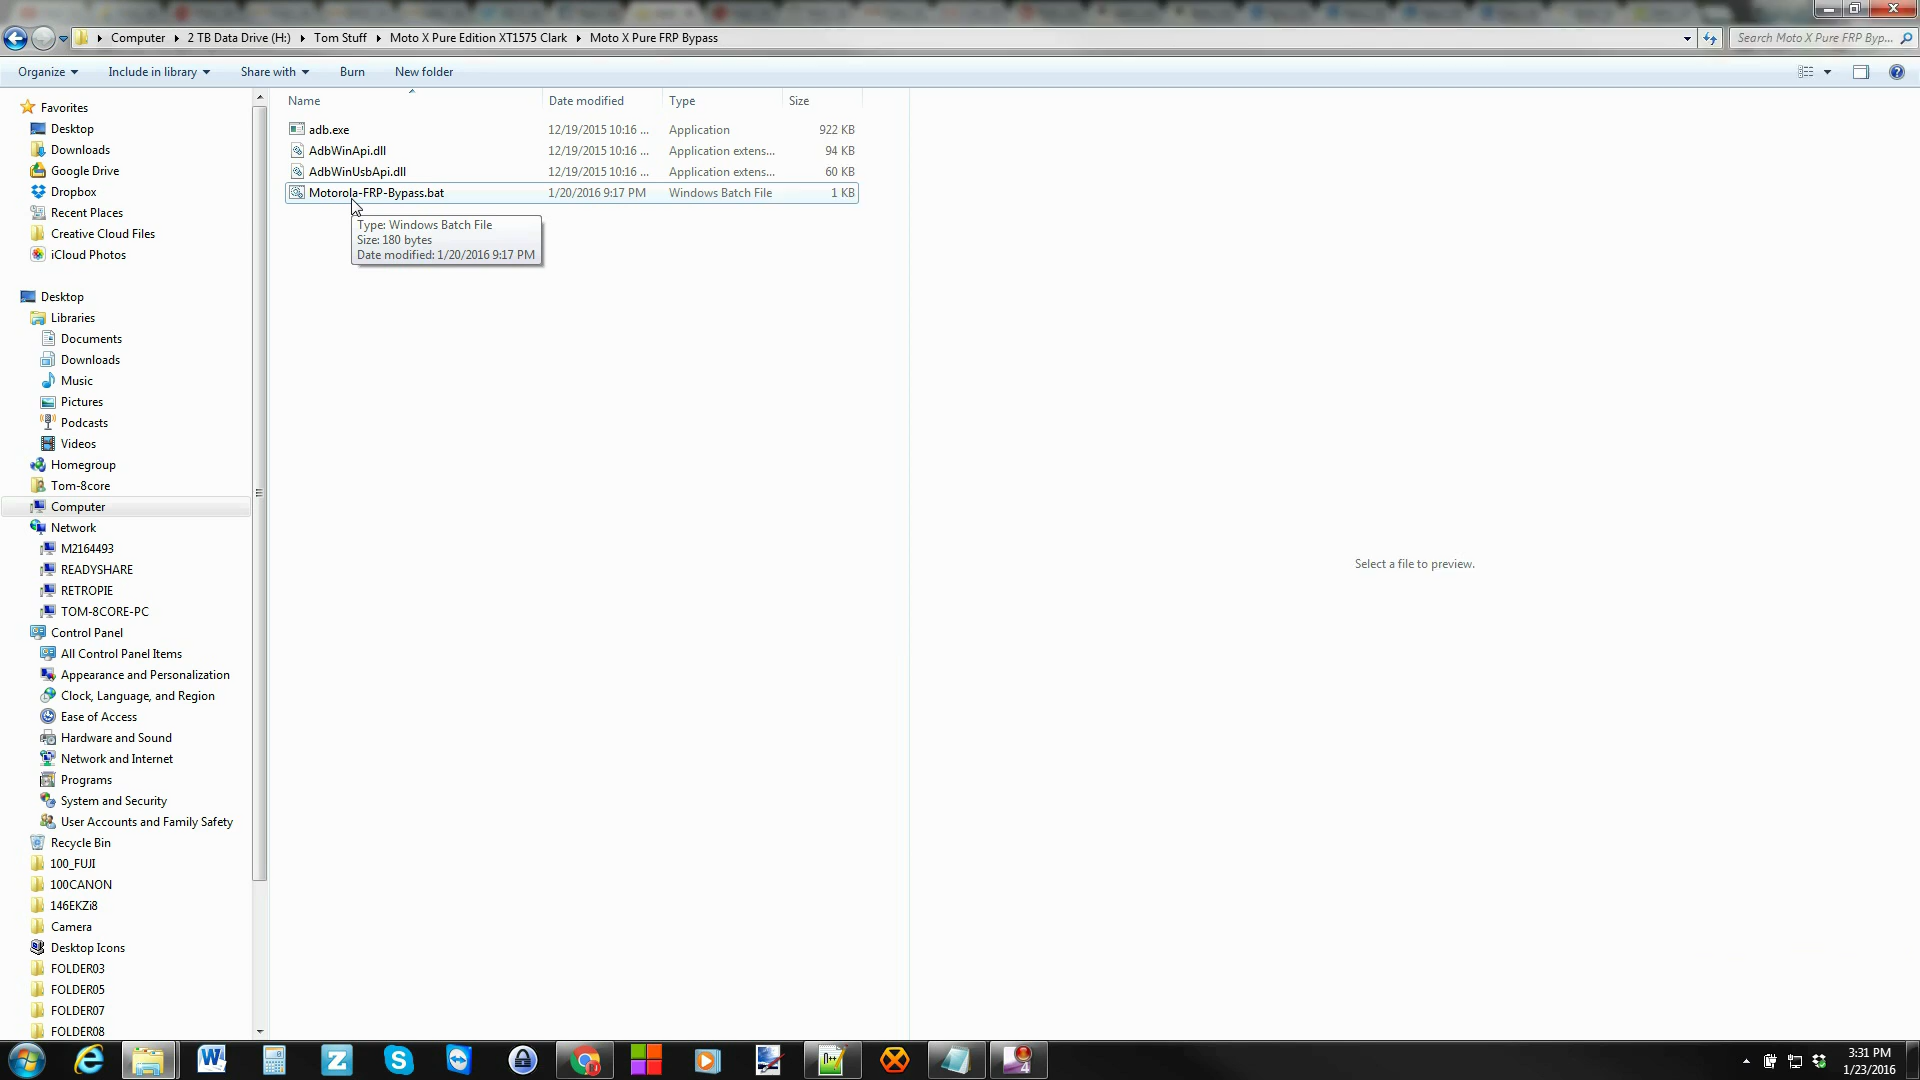 Computer
2 TB Data Drive (H:)
Tom Stuff
Moto X Pure Edition XT1575 Clark
Moto X Pure FRP Bypass
Search Moto X Pure FRP Byp...
Organize
Include in library
Share with
Burn
New folder
Name
Date modified
Type
Size
adb.exe 12/19/2015 10:16 ... Application 922 KB
AdbWinApi.dll 12/19/2015 10:16 ... Application extens... 94 KB
AdbWinUsbApi.dll 12/19/2015 10:16 ... Application extens... 60 KB
Motorola-FRP-Bypass.bat 1/20/2016 9:17 PM Windows Batch File 1 KB
Type: Windows Batch File
Size: 180 bytes
Date modified: 1/20/2016 9:17 PM
Select a file to preview.
Favorites
Desktop
Downloads
Google Drive
Dropbox
Recent Places
Creative Cloud Files
iCloud Photos
Desktop
Libraries
Documents
Downloads
Music
Pictures
Podcasts
Videos
Homegroup
Tom-8core
Computer
Network
M2164493
READYSHARE
RETROPIE
TOM-8CORE-PC
Control Panel
All Control Panel Items
Appearance and Personalization
Clock, Language, and Region
Ease of Access
Hardware and Sound
Network and Internet
Programs
System and Security
User Accounts and Family Safety
Recycle Bin
100_FUJI
100CANON
146EKZi8
Camera
Desktop Icons
FOLDER03
FOLDER05
FOLDER07
FOLDER08
3:31 PM
1/23/2016